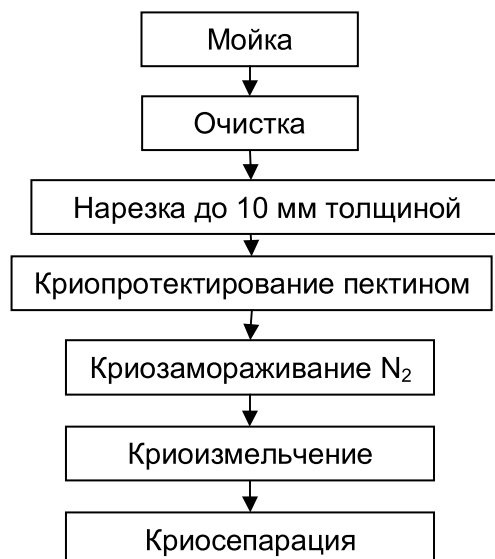 Мойка
Очистка
Нарезка до 10 мм толщиной
Криопротектирование пектином
Криозамораживание N₂
Криоизмельчение
Криосепарация